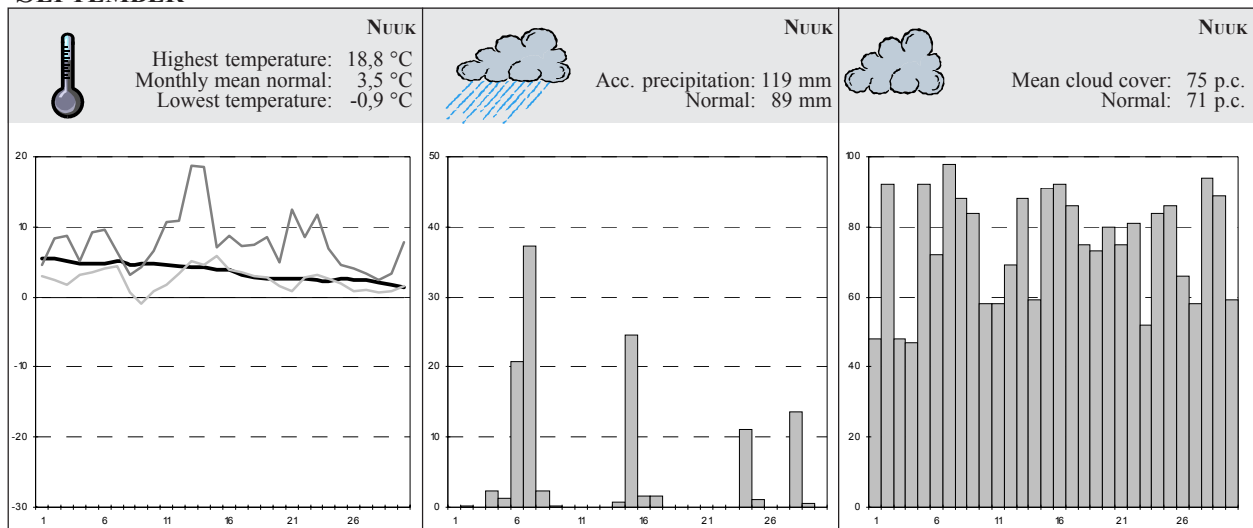 SEPTEMBER
NUUK
Highest temperature: 18,8 °C
Monthly mean normal: 3,5 °C
Lowest temperature: -0,9 °C
NUUK
Acc. precipitation: 119 mm
Normal: 89 mm
NUUK
Mean cloud cover: 75 p.c.
Normal: 71 p.c.
20
10
0
-10
-20
-30
1 6 11 16 21 26
50
40
30
20
10
0
1 6 11 16 21 26
100
80
60
40
20
0
1 6 11 16 21 26